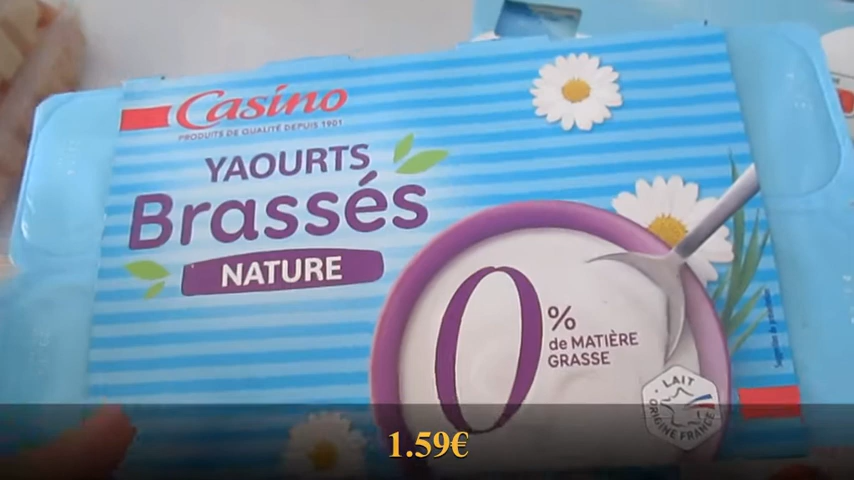 Casino
PRODUITS DE QUALITÉ DEPUIS 1901
YAOURTS
Brassés
NATURE
0%
de MATIÈRE
GRASSE
LAIT
ORIGINE FRANCE
1.59€